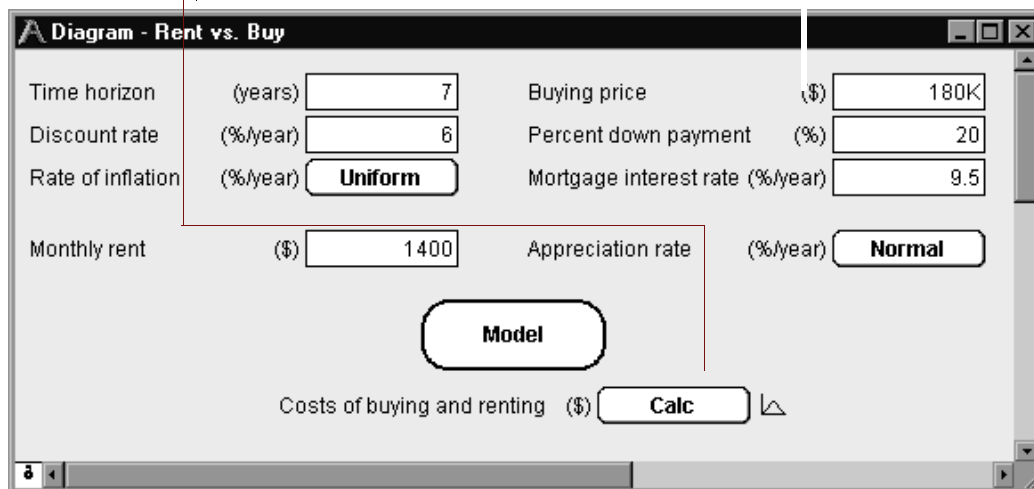 Diagram - Rent vs. Buy
Time horizon (years) 7 Buying price ($) 180K
Discount rate (%/year) 6 Percent down payment (%) 20
Rate of inflation (%/year) Uniform Mortgage interest rate (%/year) 9.5
Monthly rent ($) 1400 Appreciation rate (%/year) Normal
Model
Costs of buying and renting ($) Calc